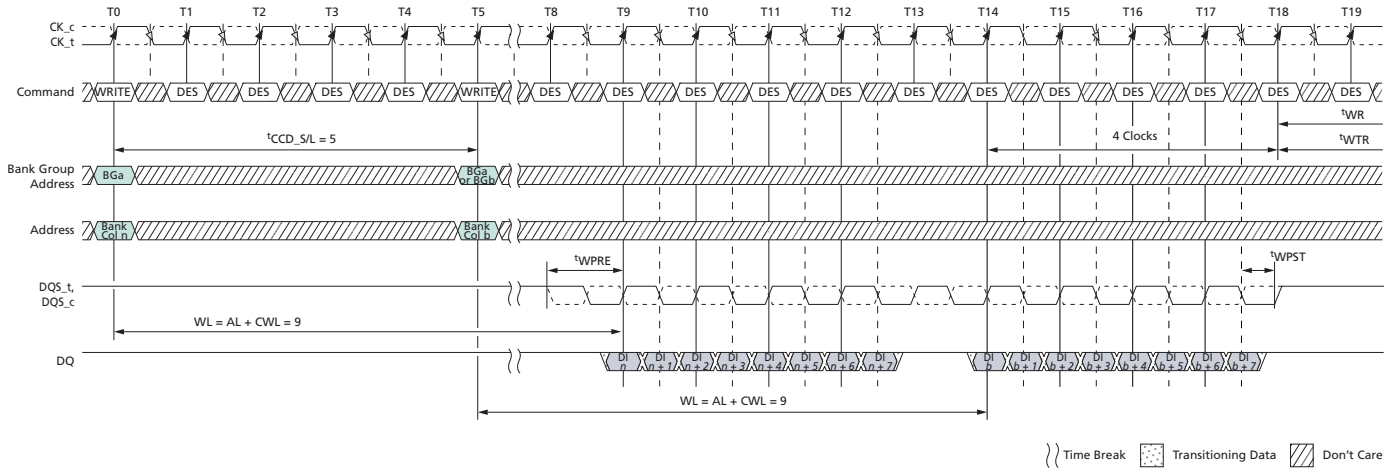 T0 T1 T2 T3 T4 T5 T8 T9 T10 T11 T12 T13 T14 T15 T16 T17 T18 T19
CK_c
CK_t
Command WRITE DES DES DES DES WRITE DES DES DES DES DES DES DES DES DES DES DES DES
tWR
tCCD_S/L = 5 4 Clocks
tWTR
Bank Group
Address
BGa
BGa
or BGb
Address
Bank
Col n
Bank
Col b
tWPRE tWPST
DQS_t,
DQS_c
WL = AL + CWL = 9
DQ
DI
n
DI
n + 1
DI
n + 2
DI
n + 3
DI
n + 4
DI
n + 5
DI
n + 6
DI
n + 7
DI
b
DI
b + 1
DI
b + 2
DI
b + 3
DI
b + 4
DI
b + 5
DI
b + 6
DI
b + 7
WL = AL + CWL = 9
Time Break Transitioning Data Don't Care